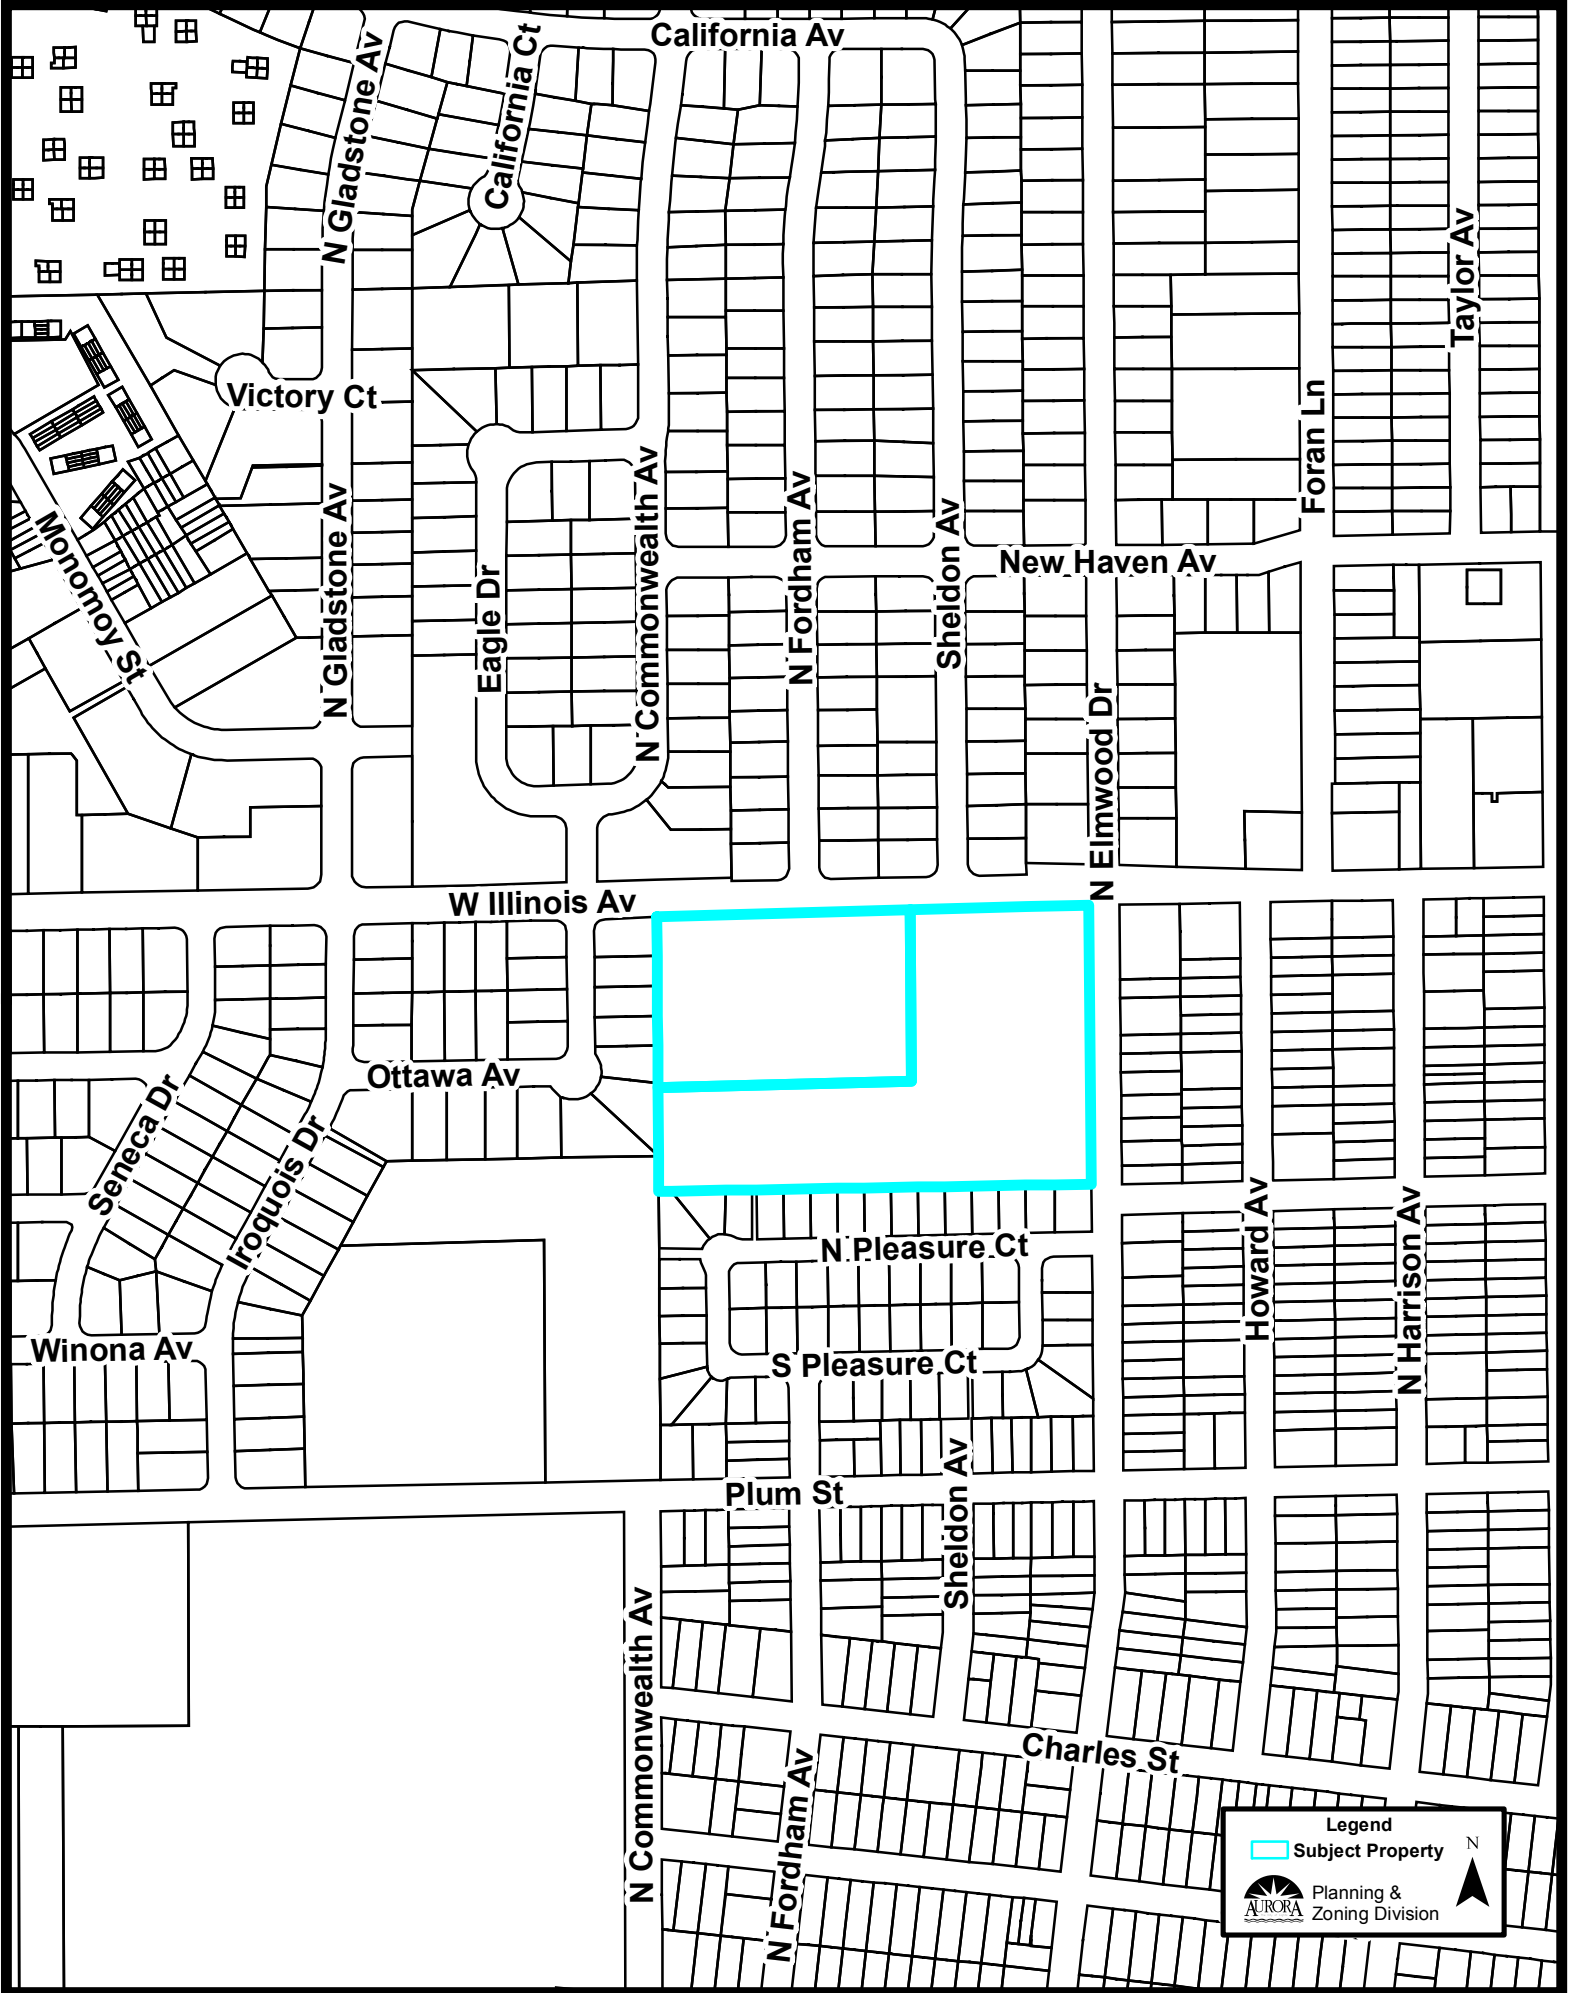 California Av
California Ct
N Gladstone Av
Taylor Av
Victory Ct
Foran Ln
N Gladstone Av
Monomoy St
Eagle Dr
N Commonwealth Av
N Fordham Av
Sheldon Av
New Haven Av
N Elmwood Dr
W Illinois Av
Ottawa Av
Seneca Dr
Iroquois Dr
N Pleasure Ct
Howard Av
N Harrison Av
Winona Av
S Pleasure Ct
Plum St
Sheldon Av
N Commonwealth Av
Charles St
N Fordham Av
Legend
Subject Property
N
AURORA
Planning &
Zoning Division